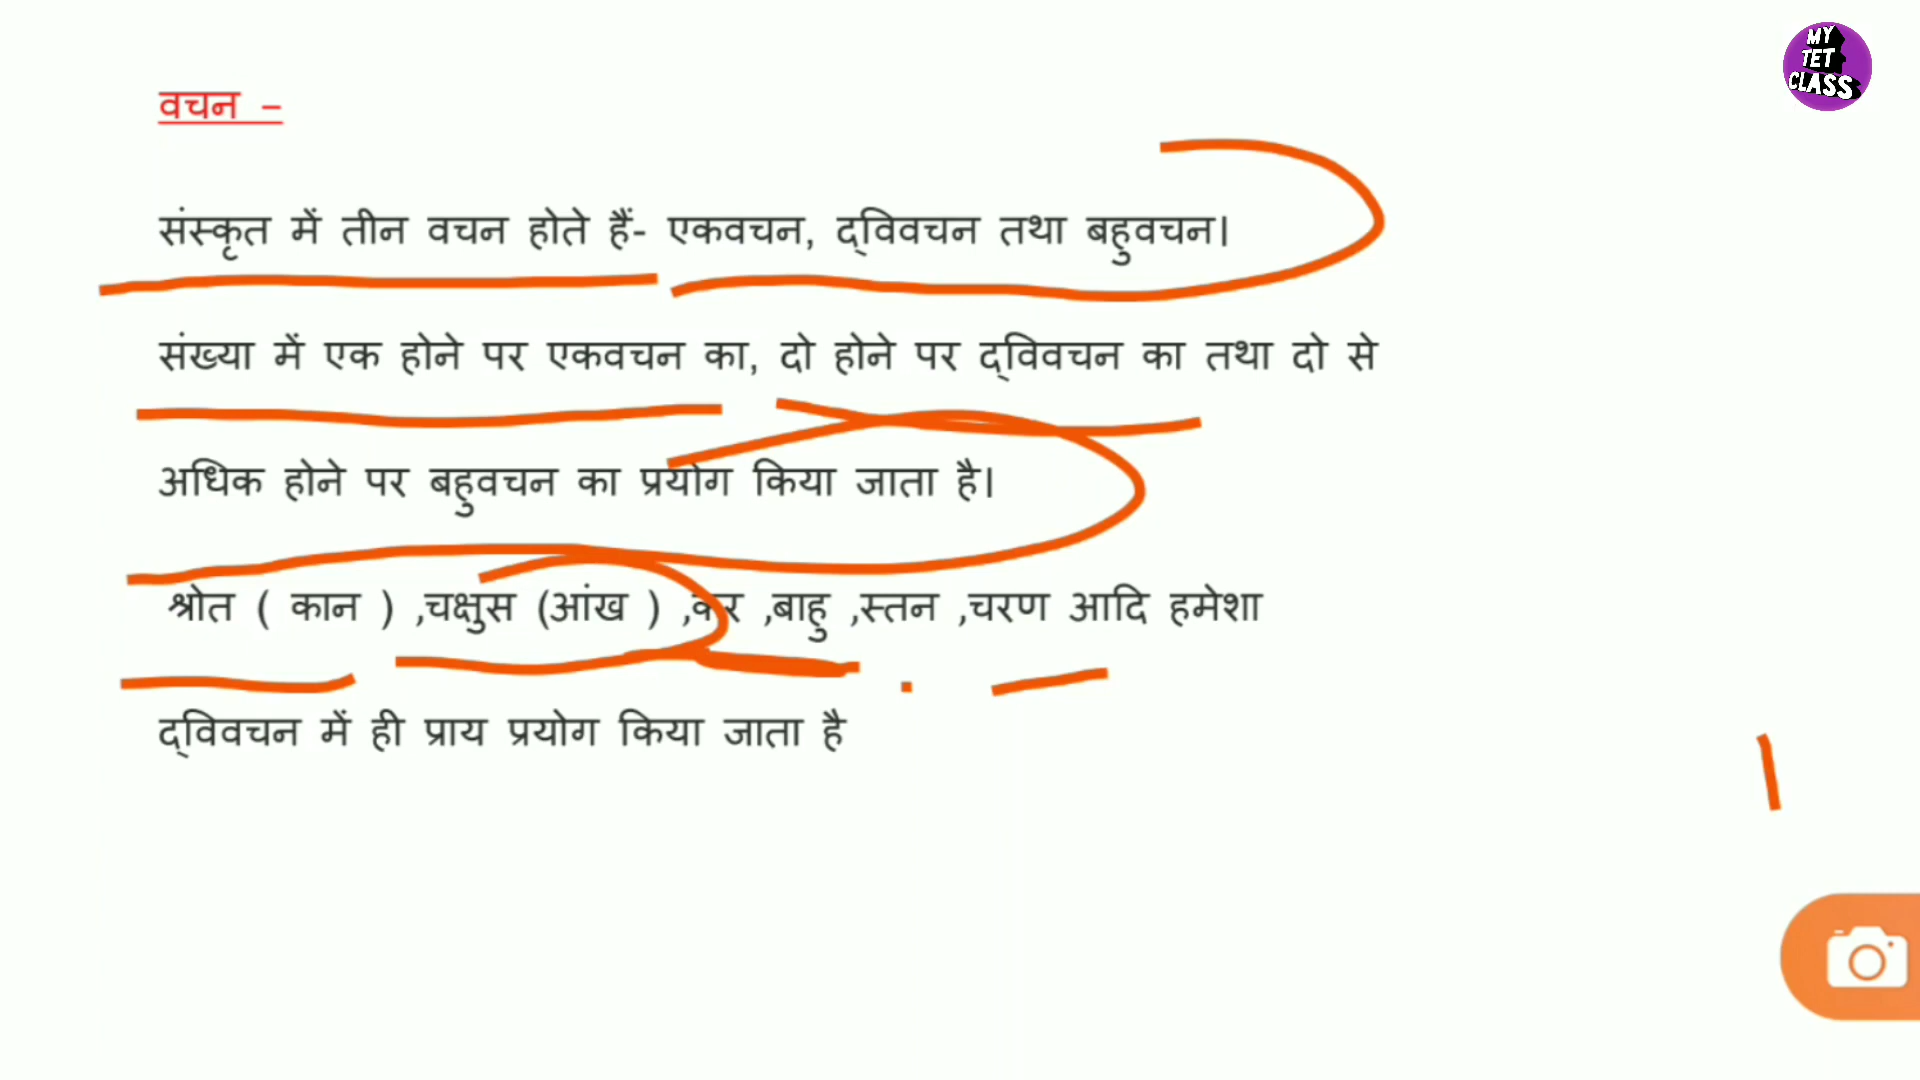 MY
TET
CLASS
वचन –
संस्कृत में तीन वचन होते हैं- एकवचन, द्विवचन तथा बहुवचन।
संख्या में एक होने पर एकवचन का, दो होने पर द्विवचन का तथा दो से
अधिक होने पर बहुवचन का प्रयोग किया जाता है।
श्रोत ( कान ) ,चक्षुस (आंख ) ,कर ,बाहु ,स्तन ,चरण आदि हमेशा
द्विवचन में ही प्राय प्रयोग किया जाता है